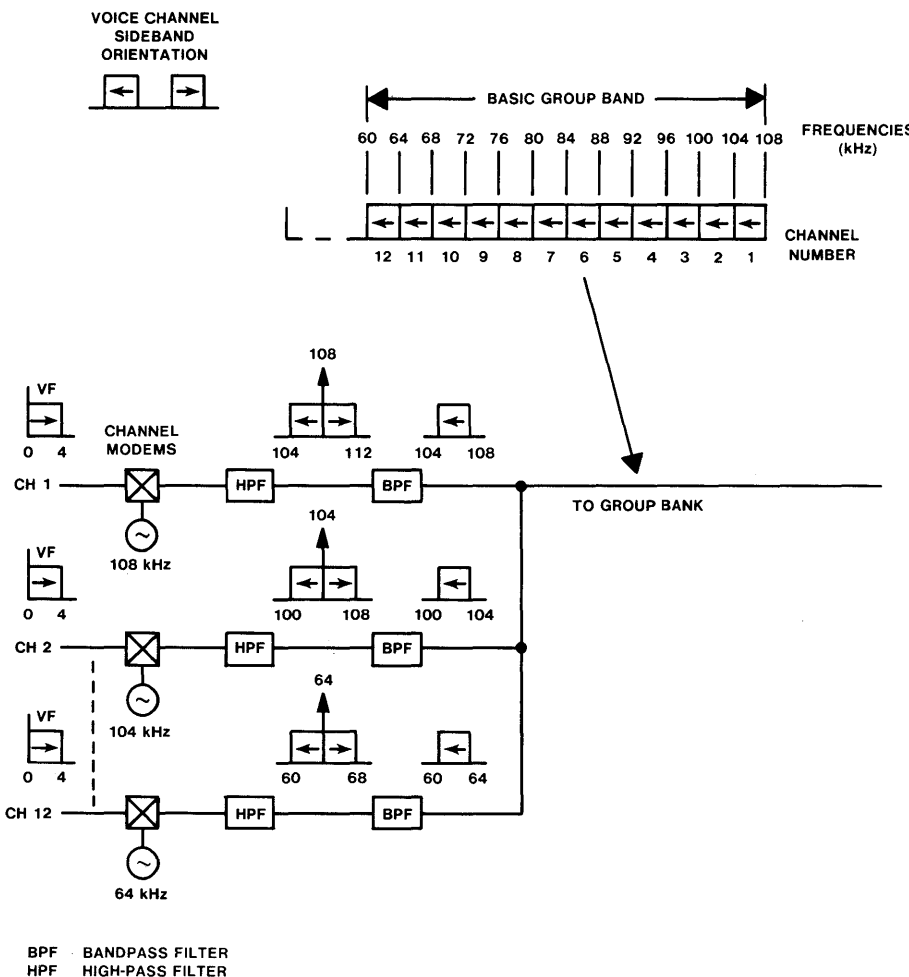 VOICE CHANNEL
SIDEBAND
ORIENTATION
BASIC GROUP BAND
60 64 68 72 76 80 84 88 92 96 100 104 108
FREQUENCIES
(kHz)
CHANNEL
NUMBER
12 11 10 9 8 7 6 5 4 3 2 1
VF
0 4
CHANNEL
MODEMS
108
104 112
104 108
CH 1
HPF
BPF
TO GROUP BANK
108 kHz
VF
0 4
104
100 108
100 104
CH 2
HPF
BPF
104 kHz
VF
0 4
64
60 68
60 64
CH 12
HPF
BPF
64 kHz
BPF BANDPASS FILTER
HPF HIGH-PASS FILTER